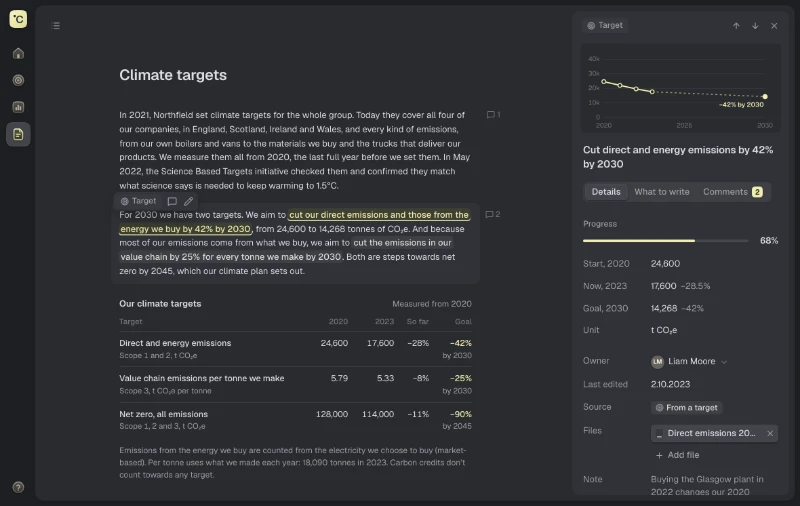 °C
Climate targets
In 2021, Northfield set climate targets for the whole group. Today they cover all four of
our companies, in England, Scotland, Ireland and Wales, and every kind of emissions,
from our own boilers and vans to the materials we buy and the trucks that deliver our
products. We measure them all from 2020, the last full year before we set them. In May
2022, the Science Based Targets initiative checked them and confirmed they match
what science says is needed to keep warming to 1.5°C.
1
Target
For 2030 we have two targets. We aim to cut our direct emissions and those from the
energy we buy by 42% by 2030, from 24,600 to 14,268 tonnes of CO₂e. And because
most of our emissions come from what we buy, we aim to cut the emissions in our
value chain by 25% for every tonne we make by 2030. Both are steps towards net
zero by 2045, which our climate plan sets out.
2
Our climate targets Measured from 2020
Target 2020 2023 So far Goal
Direct and energy emissions 24,600 17,600 −28% −42%
Scope 1 and 2, t CO₂e by 2030
Value chain emissions per tonne we make 5.79 5.33 −8% −25%
Scope 3, t CO₂e per tonne by 2030
Net zero, all emissions 128,000 114,000 −11% −90%
Scope 1, 2 and 3, t CO₂e by 2045
Emissions from the energy we buy are counted from the electricity we choose to buy (market-
based). Per tonne uses what we made each year: 18,090 tonnes in 2023. Carbon credits don't
count towards any target.
?
Target
40k
30k
20k
10k
0
−42% by 2030
2020 2025 2030
Cut direct and energy emissions by 42%
by 2030
Details What to write Comments 2
Progress
68%
Start, 2020 24,600
Now, 2023 17,600 −28.5%
Goal, 2030 14,268 −42%
Unit t CO₂e
Owner LM Liam Moore
Last edited 2.10.2023
Source From a target
Files Direct emissions 20...
Add file
Note Buying the Glasgow plant in
2022 changes our 2020